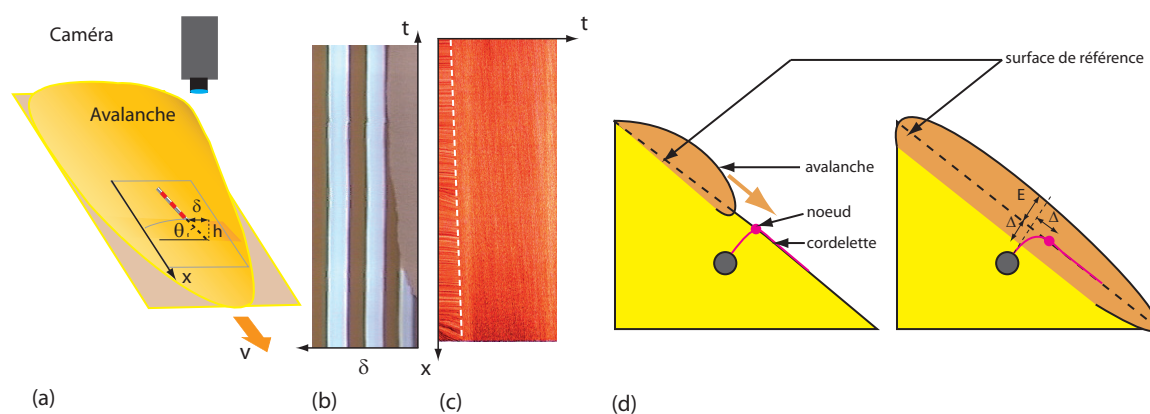 Caméra
Avalanche
δ
θ
h
x
v
(a)
t
δ
(b)
t
x
(c)
surface de référence
avalanche
noeud
cordelette
E
Δ
Δ
(d)